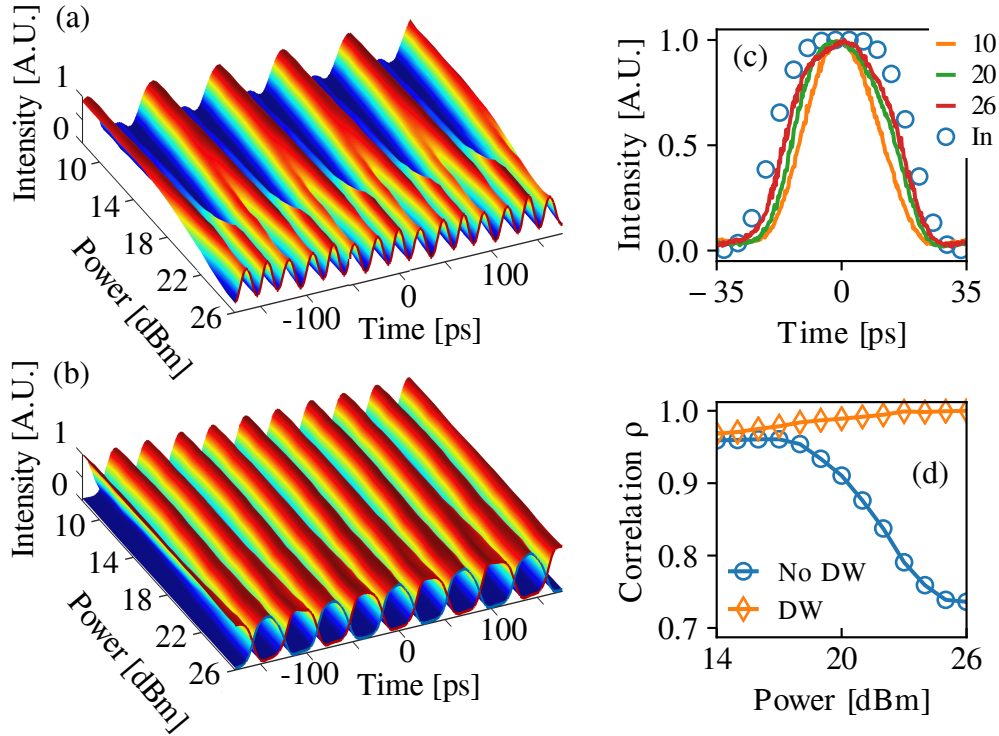 (a)
Intensity [A.U.]
1
0
10
14
18
22
26
Power [dBm]
-100
0
100
Time [ps]
(b)
Intensity [A.U.]
1
0
10
14
18
22
26
Power [dBm]
-100
0
100
Time [ps]
(c)
Intensity [A.U.]
1.0
0.5
0.0
−35
0
35
Time [ps]
10
20
26
In
(d)
Correlation ρ
1.0
0.9
0.8
0.7
No DW
DW
14
20
26
Power [dBm]